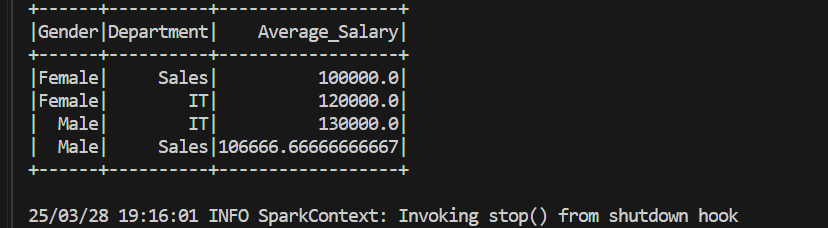 +------+----------+------------------+
|Gender|Department|    Average_Salary|
+------+----------+------------------+
|Female|     Sales|          100000.0|
|Female|        IT|          120000.0|
|  Male|        IT|          130000.0|
|  Male|     Sales|106666.66666666667|
+------+----------+------------------+
25/03/28 19:16:01 INFO SparkContext: Invoking stop() from shutdown hook